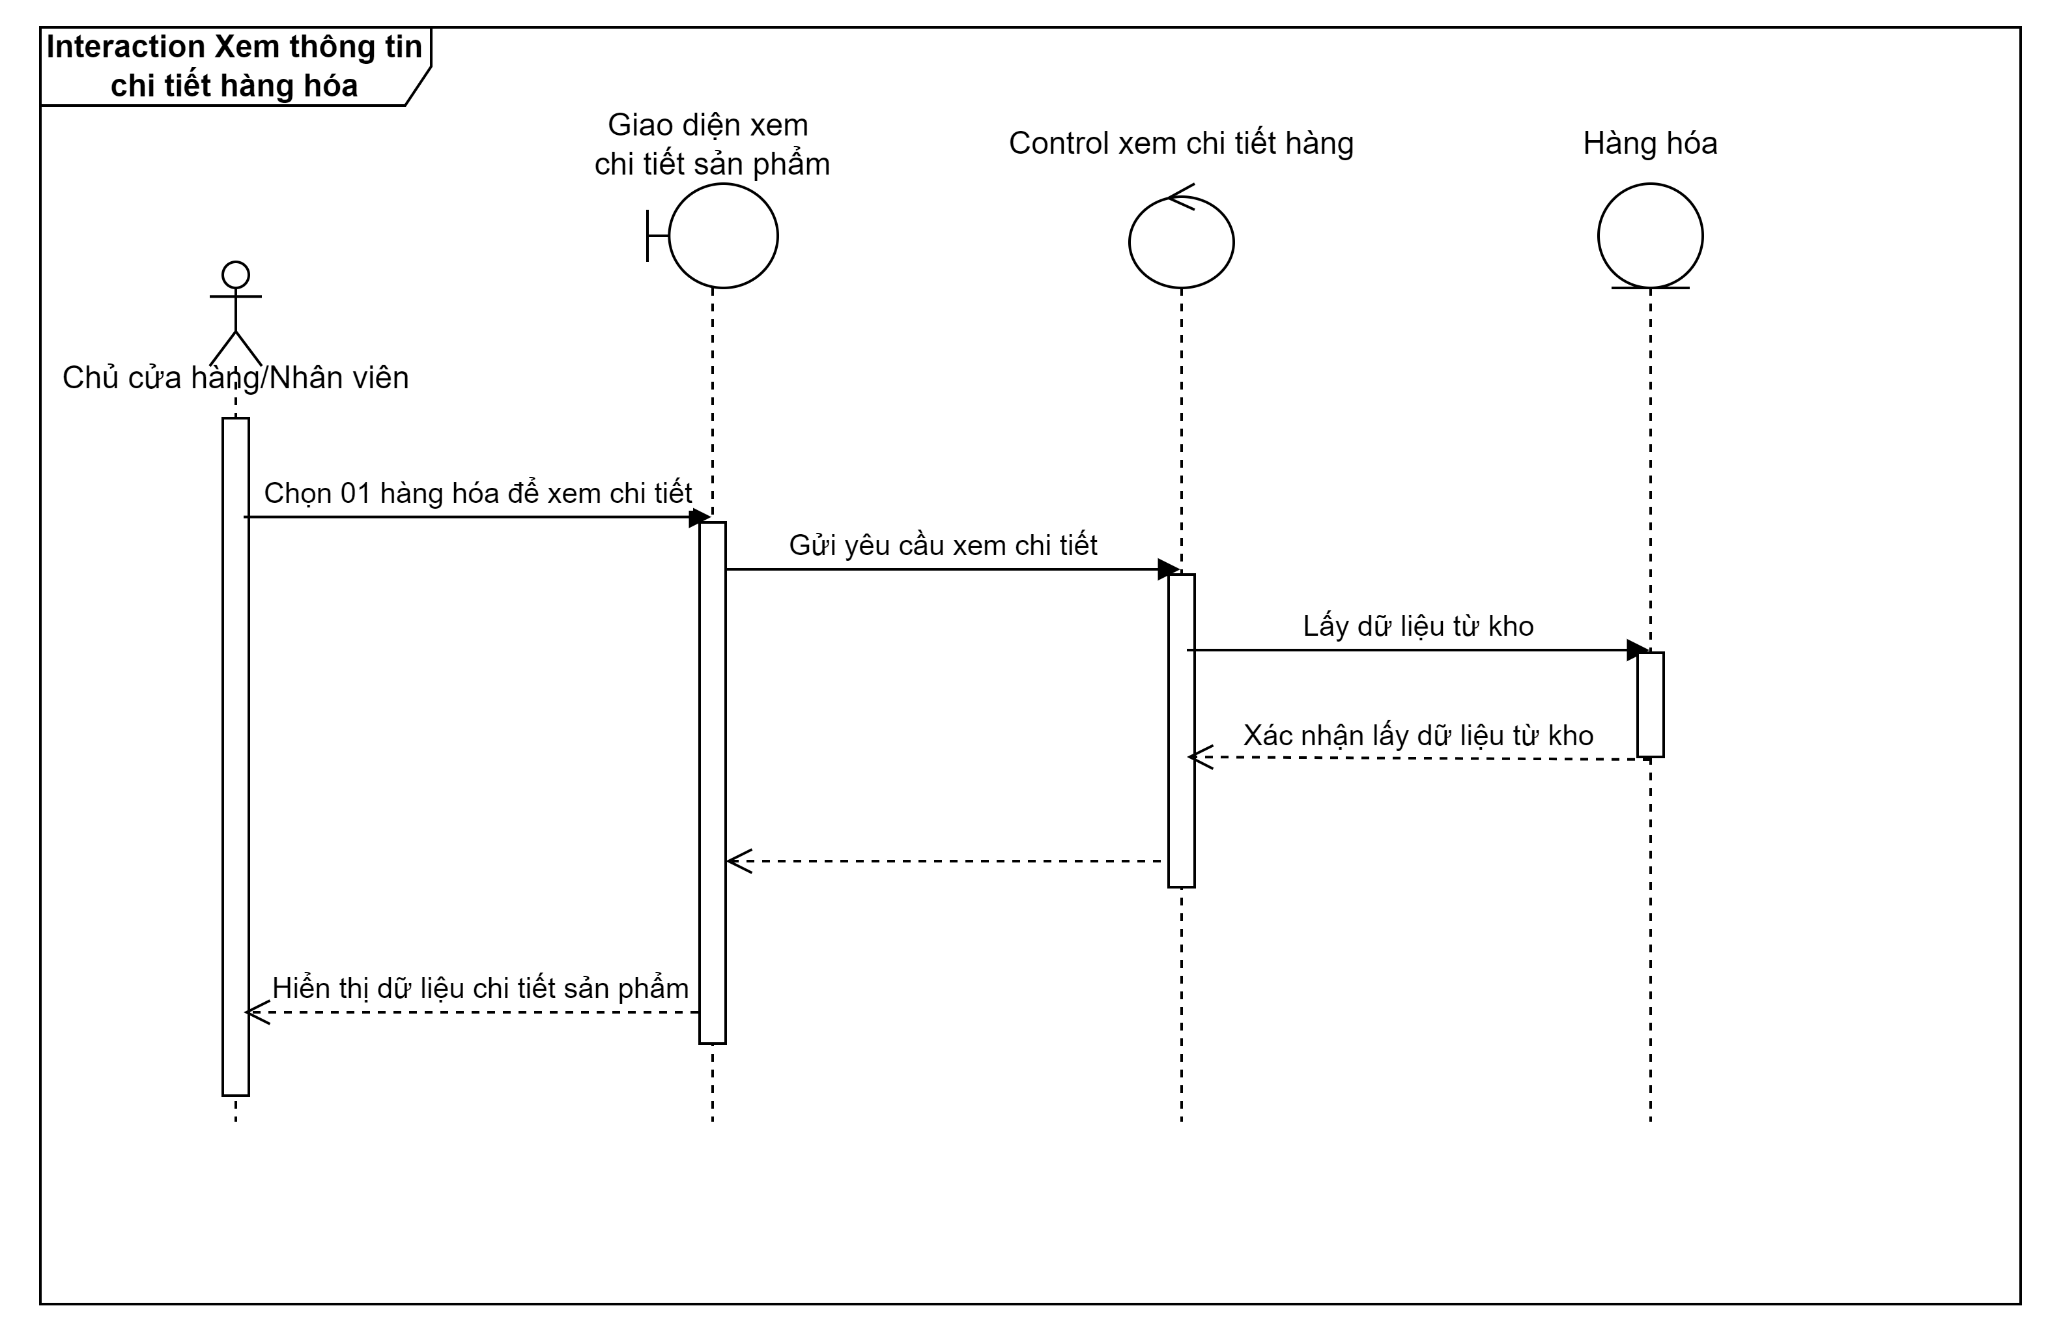 Interaction Xem thông tin
chi tiết hàng hóa
Giao diện xem
chi tiết sản phẩm
Control xem chi tiết hàng
Hàng hóa
Chủ cửa hàng/Nhân viên
Chọn 01 hàng hóa để xem chi tiết
Gửi yêu cầu xem chi tiết
Lấy dữ liệu từ kho
Xác nhận lấy dữ liệu từ kho
Hiển thị dữ liệu chi tiết sản phẩm